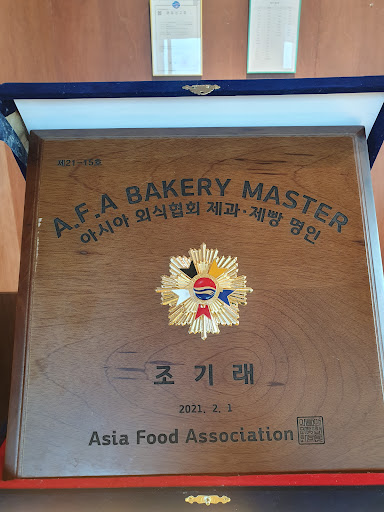 제21-15호
A.F.A BAKERY MASTER
아시아 외식협회 제과·제빵 명인
조기래
2021. 2. 1
Asia Food Association